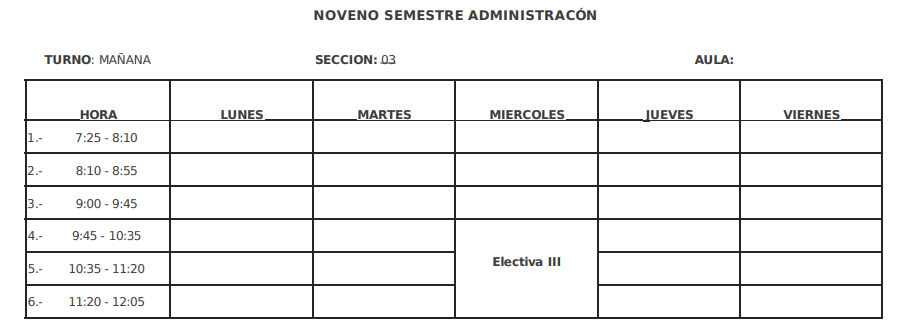 NOVENO SEMESTRE ADMINISTRACÓN
TURNO: MAÑANA SECCION: 03 AULA:
HORA LUNES MARTES MIERCOLES JUEVES VIERNES
1.- 7:25 - 8:10
2.- 8:10 - 8:55
3.- 9:00 - 9:45
4.- 9:45 - 10:35
Electiva III
5.- 10:35 - 11:20
6.- 11:20 - 12:05